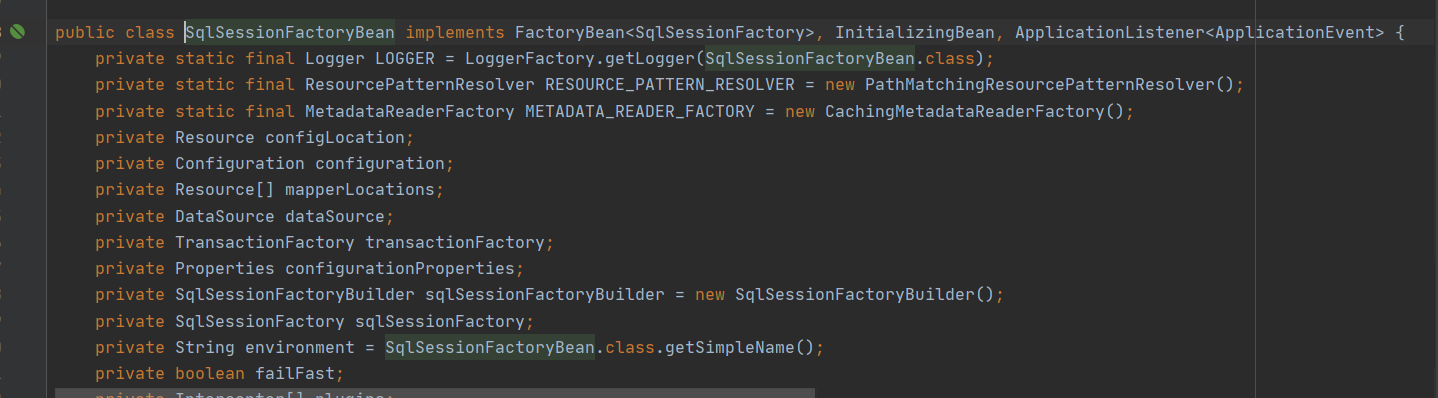 public class SqlSessionFactoryBean implements FactoryBean<SqlSessionFactory>, InitializingBean, ApplicationListener<ApplicationEvent> {
private static final Logger LOGGER = LoggerFactory.getLogger(SqlSessionFactoryBean.class);
private static final ResourcePatternResolver RESOURCE_PATTERN_RESOLVER = new PathMatchingResourcePatternResolver();
private static final MetadataReaderFactory METADATA_READER_FACTORY = new CachingMetadataReaderFactory();
private Resource configLocation;
private Configuration configuration;
private Resource[] mapperLocations;
private DataSource dataSource;
private TransactionFactory transactionFactory;
private Properties configurationProperties;
private SqlSessionFactoryBuilder sqlSessionFactoryBuilder = new SqlSessionFactoryBuilder();
private SqlSessionFactory sqlSessionFactory;
private String environment = SqlSessionFactoryBean.class.getSimpleName();
private boolean failFast;